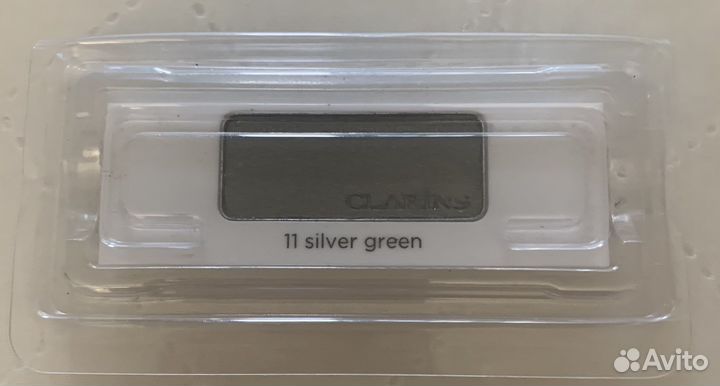 CLARINS
11 silver green
Avito